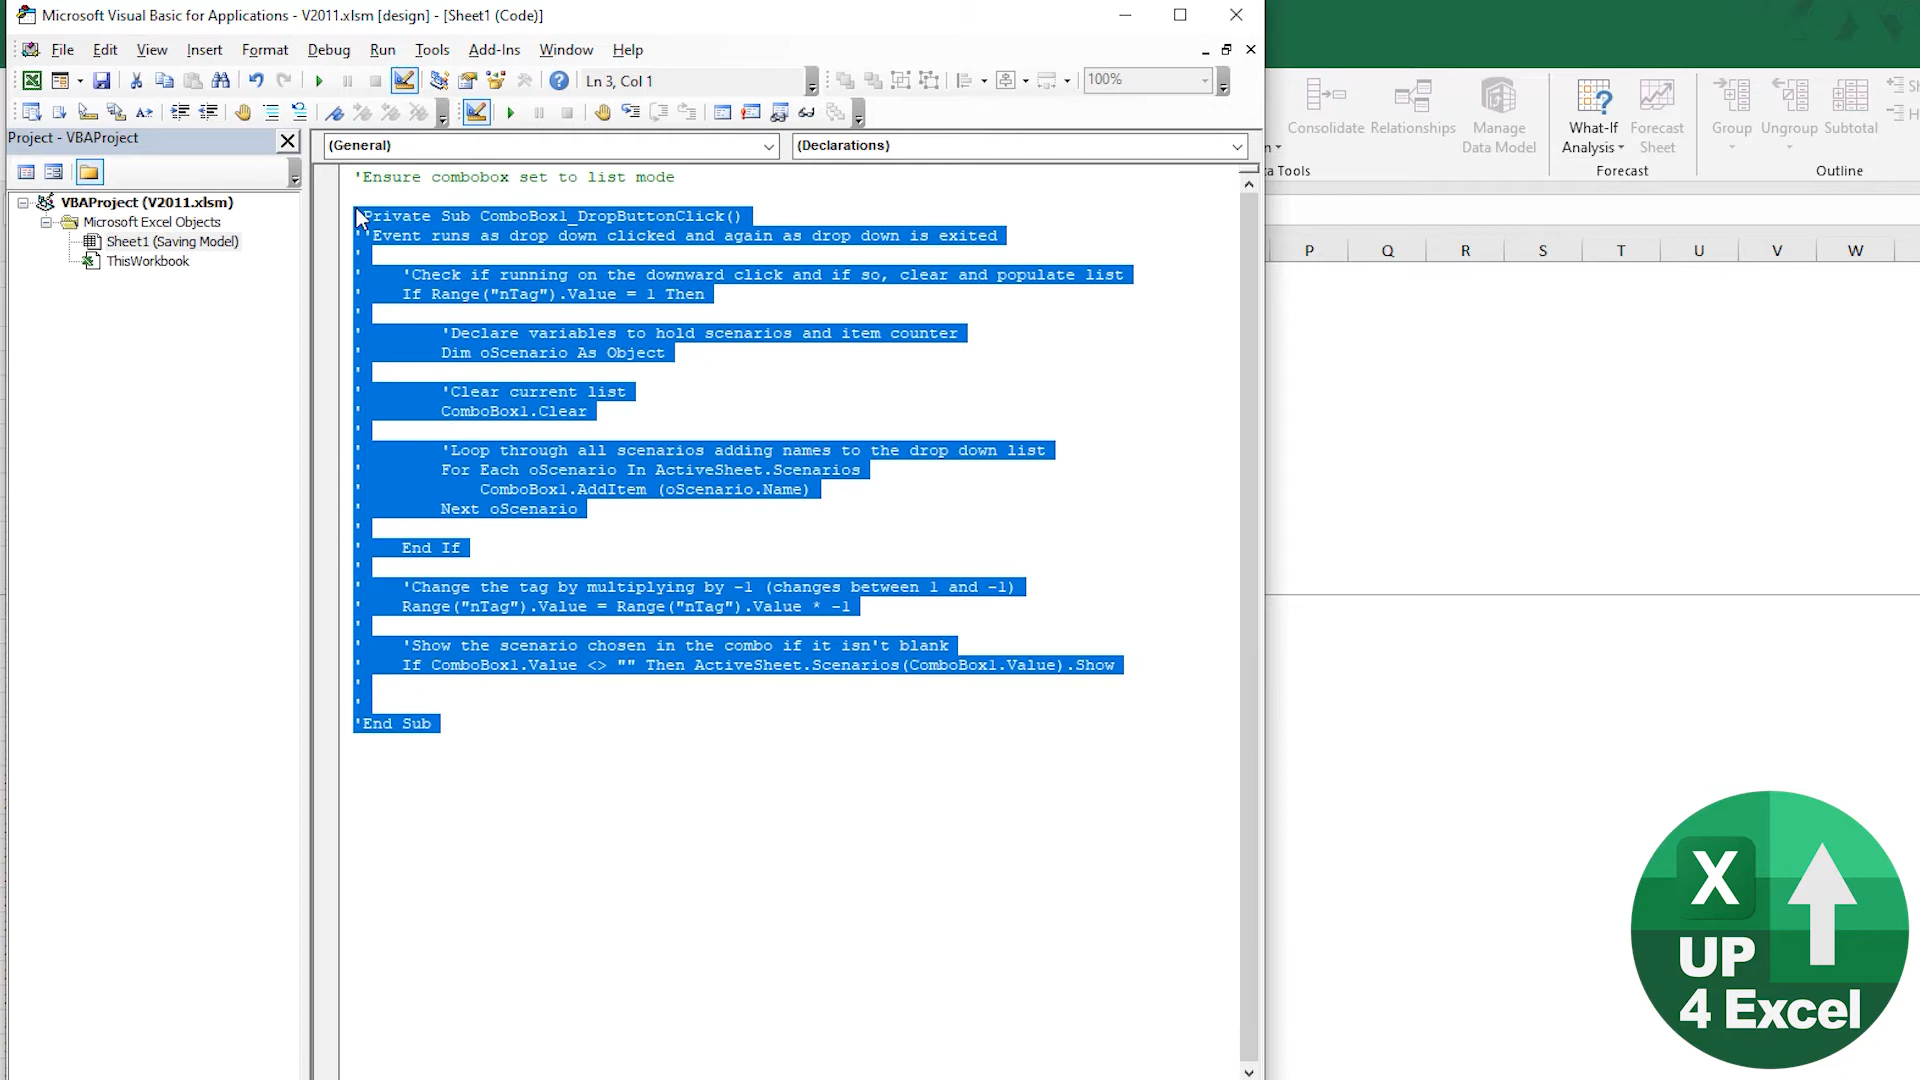 Microsoft Visual Basic for Applications - V2011.xlsm [design] - [Sheet1 (Code)]
File Edit View Insert Format Debug Run Tools Add-Ins Window Help
Ln 3, Col 1
100%
Project - VBAProject
(General)
(Declarations)
VBAProject (V2011.xlsm)
Microsoft Excel Objects
Sheet1 (Saving Model)
ThisWorkbook
'Ensure combobox set to list mode
Private Sub ComboBox1_DropButtonClick()
''Event runs as drop down clicked and again as drop down is exited
'
'    'Check if running on the downward click and if so, clear and populate list
'    If Range("nTag").Value = 1 Then
'
'        'Declare variables to hold scenarios and item counter
'        Dim oScenario As Object
'
'        'Clear current list
'        ComboBox1.Clear
'
'        'Loop through all scenarios adding names to the drop down list
'        For Each oScenario In ActiveSheet.Scenarios
'            ComboBox1.AddItem (oScenario.Name)
'        Next oScenario
'
'    End If
'
'    'Change the tag by multiplying by -1 (changes between 1 and -1)
'    Range("nTag").Value = Range("nTag").Value * -1
'
'    'Show the scenario chosen in the combo if it isn't blank
'    If ComboBox1.Value <> "" Then ActiveSheet.Scenarios(ComboBox1.Value).Show
'
'
'End Sub
Consolidate Relationships Manage Data Model
What-If Analysis Forecast Sheet
Group Ungroup Subtotal
Tools
Forecast
Outline
P Q R S T U V W
X
UP
4 Excel